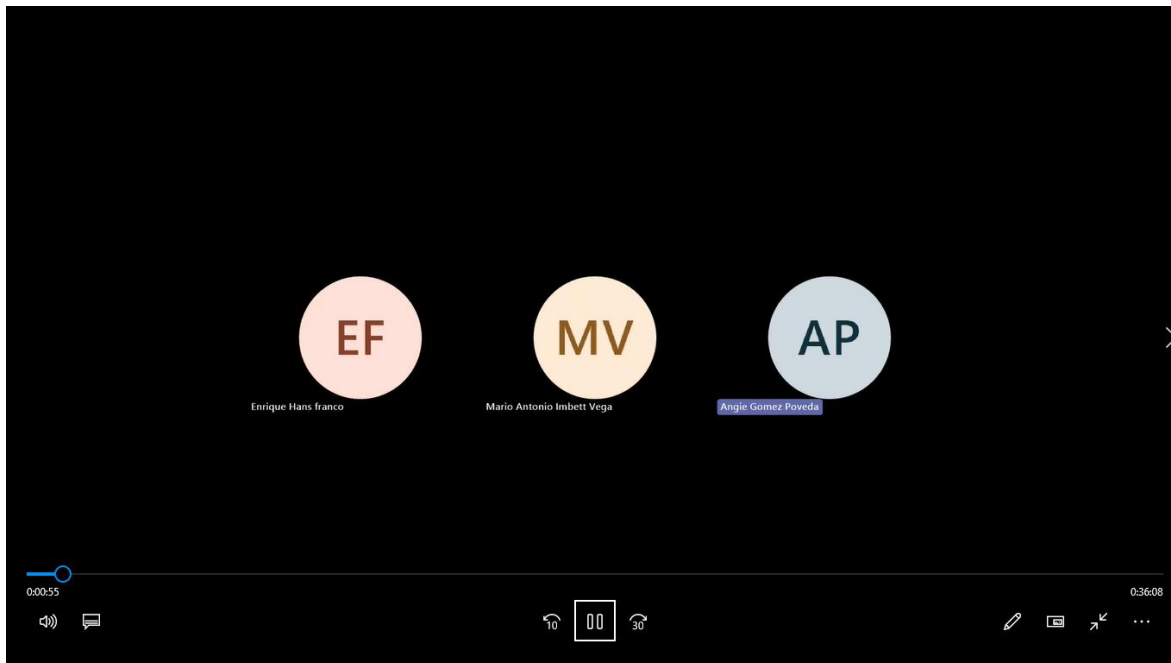 EF MV AP
Enrique Hans franco Mario Antonio Imbett Vega Angie Gomez Poveda
0:00:55 0:36:08
10 30